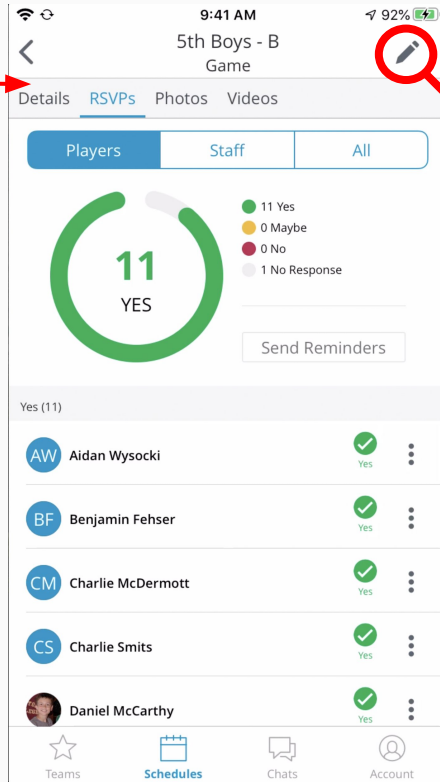 9:41 AM
92%
5th Boys - B
Game
Details RSVPs Photos Videos
Players Staff All
11
YES
11 Yes
0 Maybe
0 No
1 No Response
Send Reminders
Yes (11)
AW Aidan Wysocki Yes
BF Benjamin Fehser Yes
CM Charlie McDermott Yes
CS Charlie Smits Yes
Daniel McCarthy Yes
Teams Schedules Chats Account